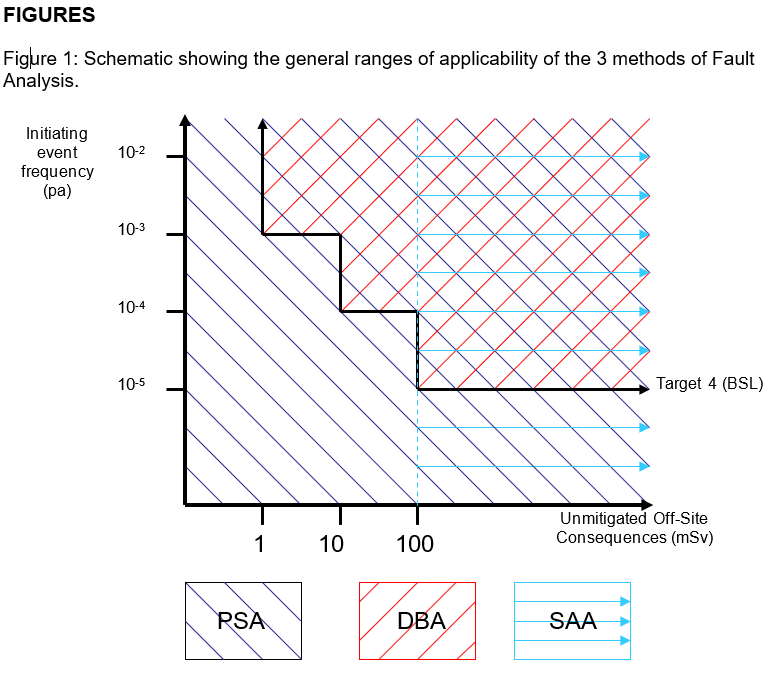 FIGURES
Figure 1: Schematic showing the general ranges of applicability of the 3 methods of Fault
Analysis.
Initiating
event
frequency
(pa)
10-2
10-3
10-4
10-5
Target 4 (BSL)
Unmitigated Off-Site
Consequences (mSv)
1 10 100
PSA DBA SAA